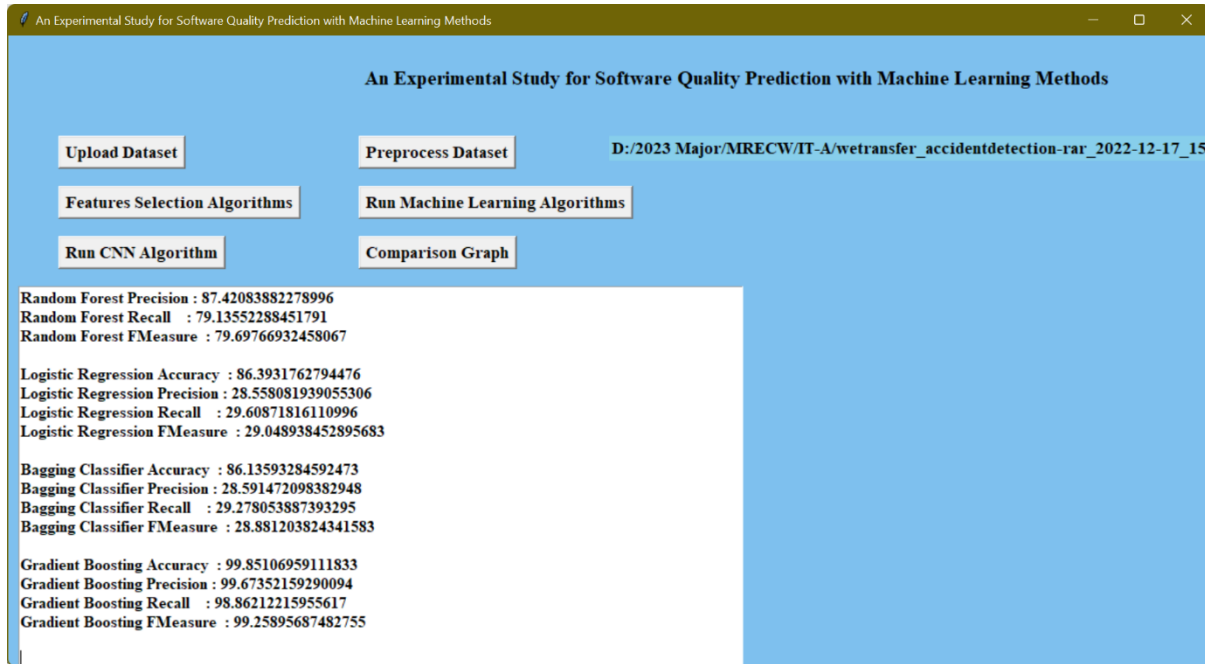 An Experimental Study for Software Quality Prediction with Machine Learning Methods
An Experimental Study for Software Quality Prediction with Machine Learning Methods
Upload Dataset
Preprocess Dataset
D:/2023 Major/MRECW/IT-A/wetransfer_accidentdetection-rar_2022-12-17_15
Features Selection Algorithms
Run Machine Learning Algorithms
Run CNN Algorithm
Comparison Graph
Random Forest Precision : 87.42083882278996
Random Forest Recall : 79.13552288451791
Random Forest FMeasure : 79.69766932458067
Logistic Regression Accuracy : 86.3931762794476
Logistic Regression Precision : 28.558081939055306
Logistic Regression Recall : 29.60871816110996
Logistic Regression FMeasure : 29.048938452895683
Bagging Classifier Accuracy : 86.13593284592473
Bagging Classifier Precision : 28.591472098382948
Bagging Classifier Recall : 29.278053887393295
Bagging Classifier FMeasure : 28.881203824341583
Gradient Boosting Accuracy : 99.85106959111833
Gradient Boosting Precision : 99.67352159290094
Gradient Boosting Recall : 98.86212215955617
Gradient Boosting FMeasure : 99.25895687482755